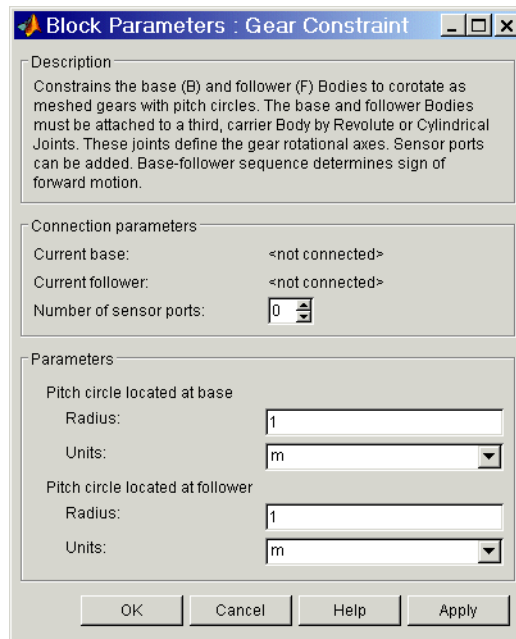 Block Parameters : Gear Constraint
Description
Constrains the base (B) and follower (F) Bodies to corotate as
meshed gears with pitch circles. The base and follower Bodies
must be attached to a third, carrier Body by Revolute or Cylindrical
Joints. These joints define the gear rotational axes. Sensor ports
can be added. Base-follower sequence determines sign of
forward motion.
Connection parameters
Current base: <not connected>
Current follower: <not connected>
Number of sensor ports: 0
Parameters
Pitch circle located at base
Radius: 1
Units: m
Pitch circle located at follower
Radius: 1
Units: m
OK Cancel Help Apply